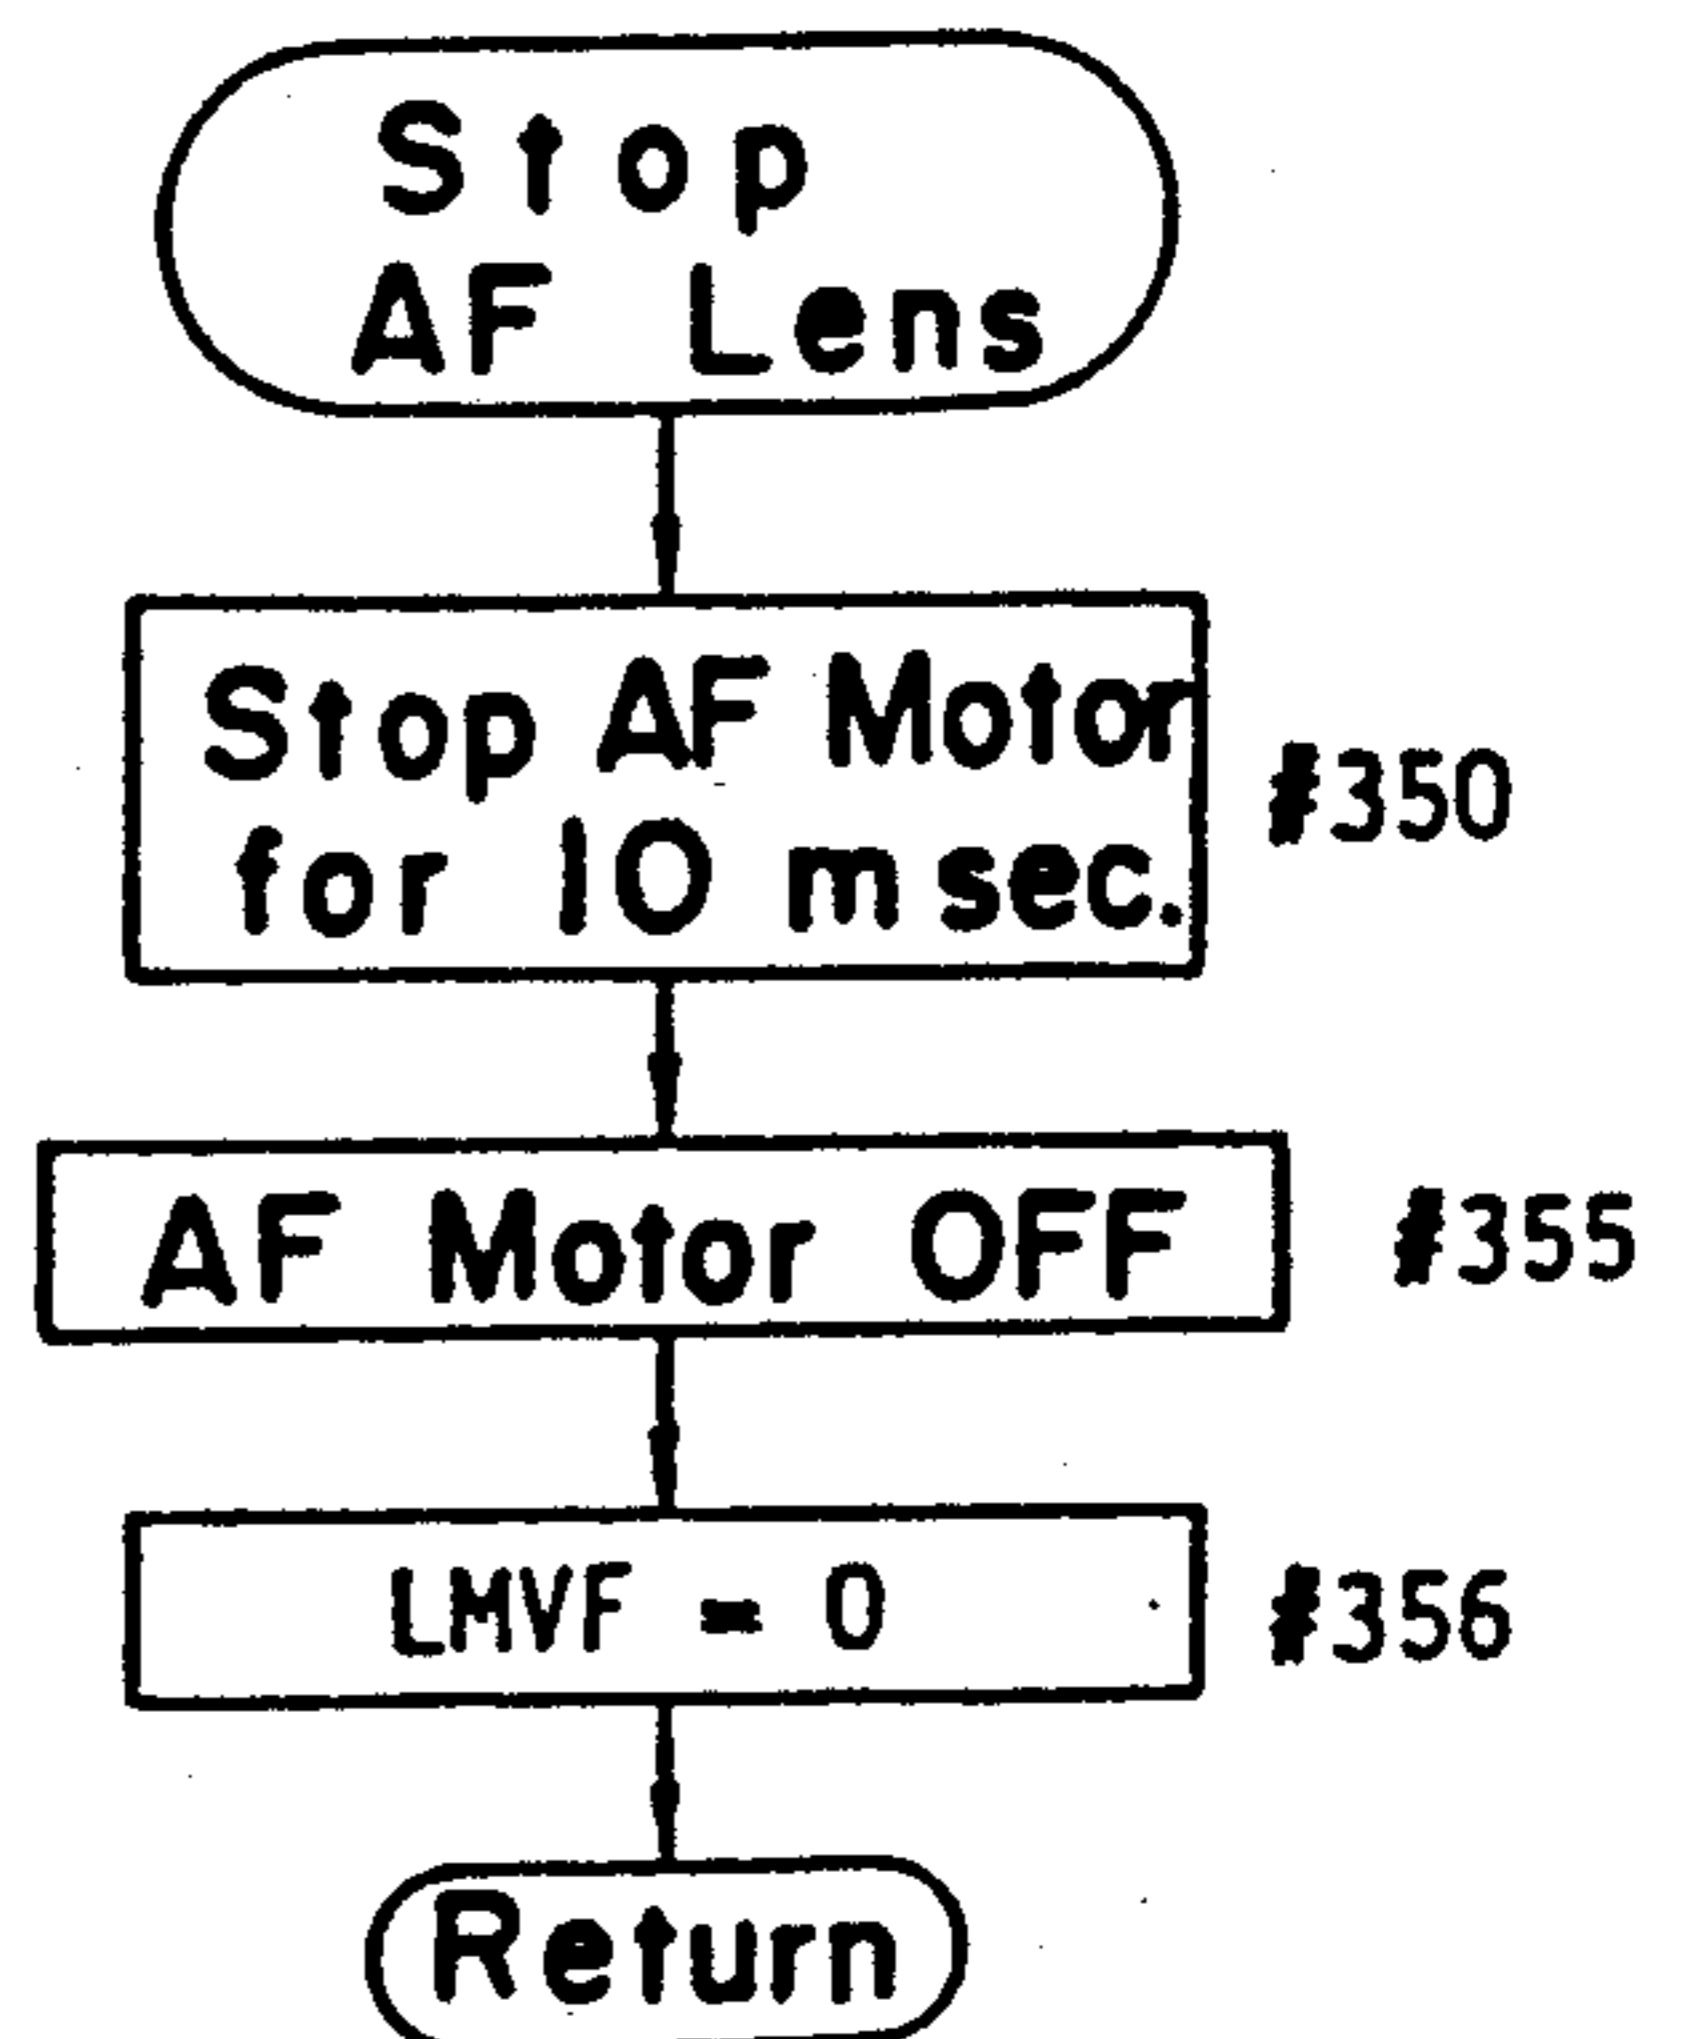 Stop
AF Lens
Stop AF Motor
for 10 msec.
#350
AF Motor OFF
#355
LMVF = 0
#356
Return